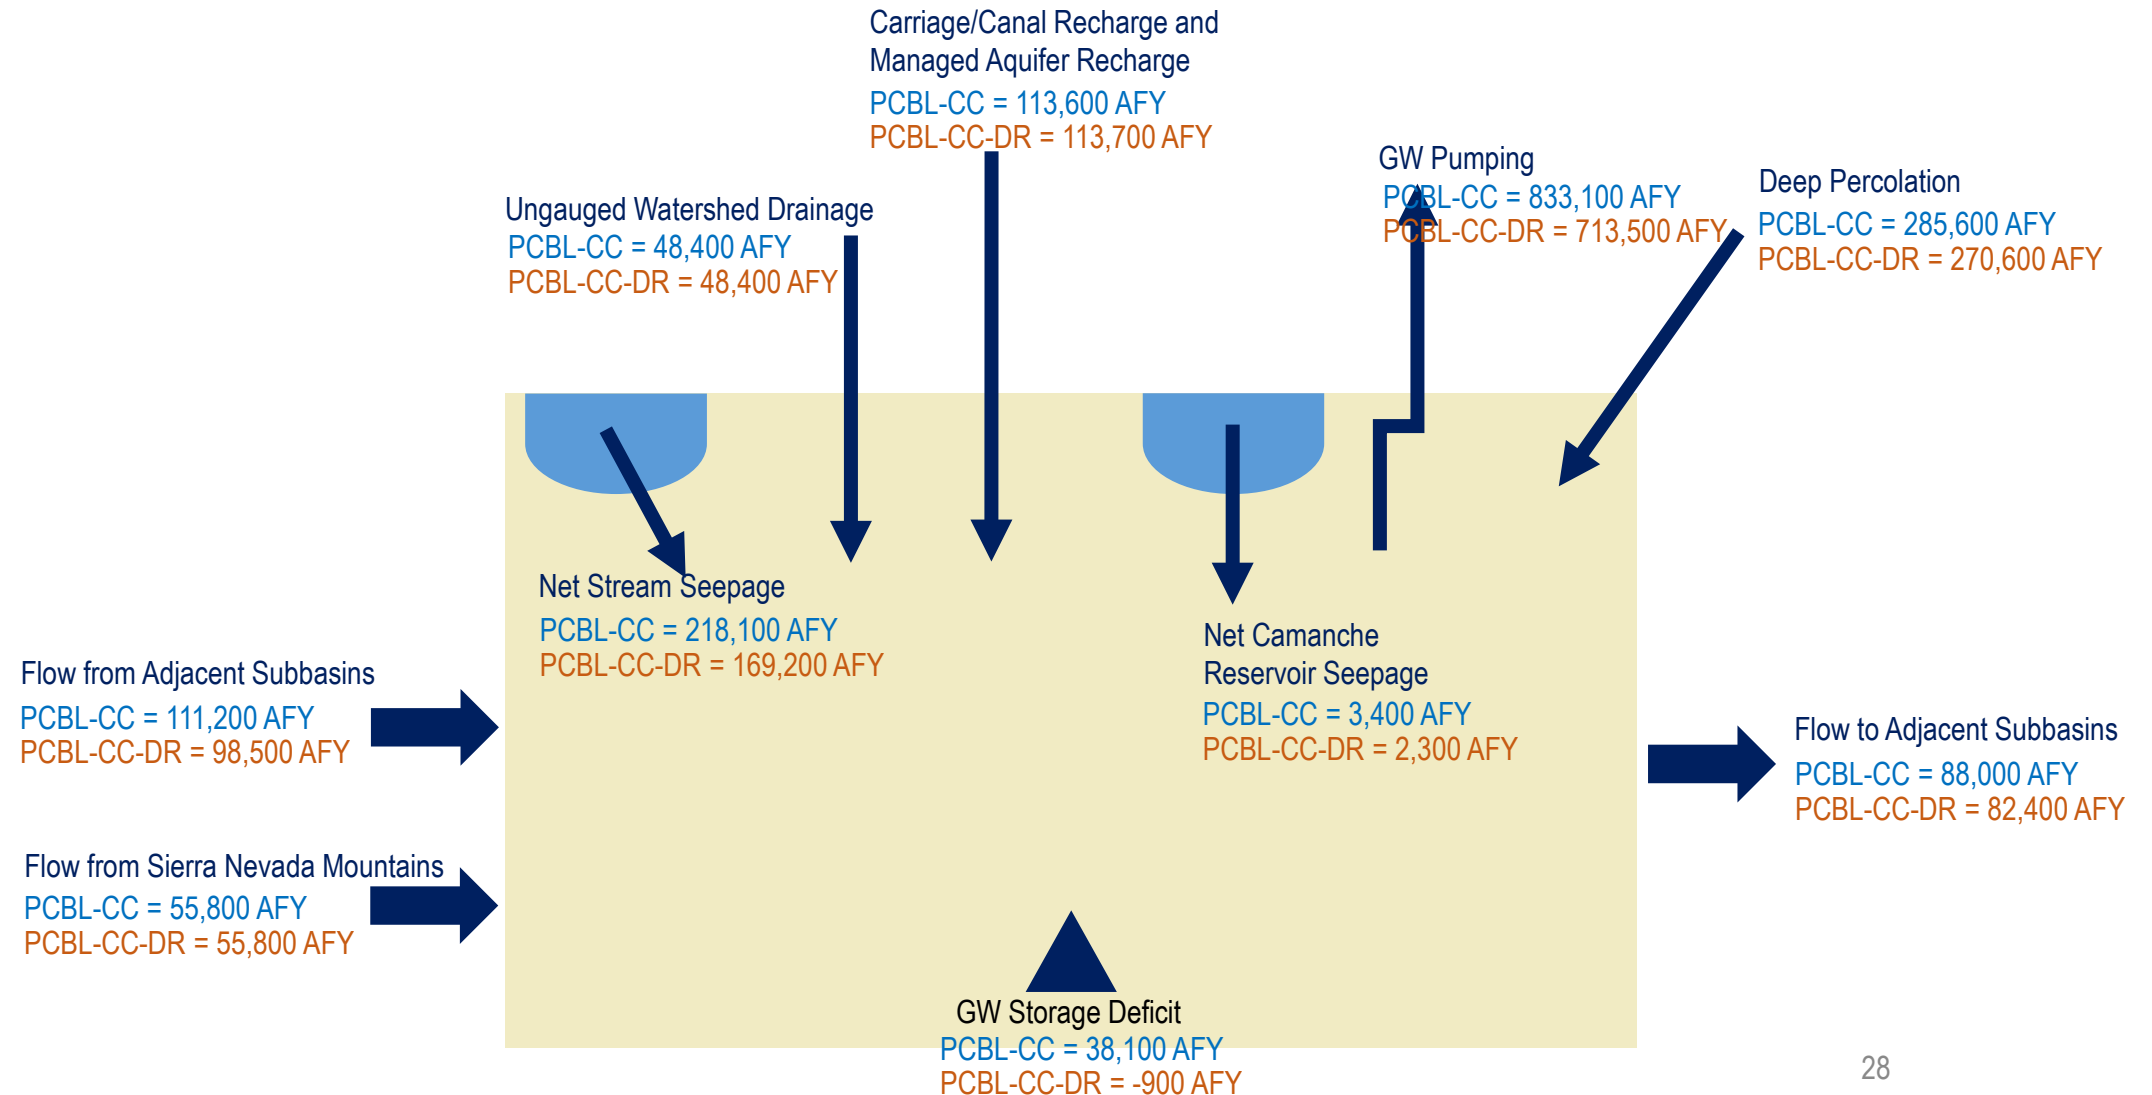 Carriage/Canal Recharge and
Managed Aquifer Recharge
PCBL-CC = 113,600 AFY
PCBL-CC-DR = 113,700 AFY
GW Pumping
PCBL-CC = 833,100 AFY
PCBL-CC-DR = 713,500 AFY
Deep Percolation
PCBL-CC = 285,600 AFY
PCBL-CC-DR = 270,600 AFY
Ungauged Watershed Drainage
PCBL-CC = 48,400 AFY
PCBL-CC-DR = 48,400 AFY
Net Stream Seepage
PCBL-CC = 218,100 AFY
PCBL-CC-DR = 169,200 AFY
Net Camanche
Reservoir Seepage
PCBL-CC = 3,400 AFY
PCBL-CC-DR = 2,300 AFY
Flow from Adjacent Subbasins
PCBL-CC = 111,200 AFY
PCBL-CC-DR = 98,500 AFY
Flow to Adjacent Subbasins
PCBL-CC = 88,000 AFY
PCBL-CC-DR = 82,400 AFY
Flow from Sierra Nevada Mountains
PCBL-CC = 55,800 AFY
PCBL-CC-DR = 55,800 AFY
GW Storage Deficit
PCBL-CC = 38,100 AFY
PCBL-CC-DR = -900 AFY
28